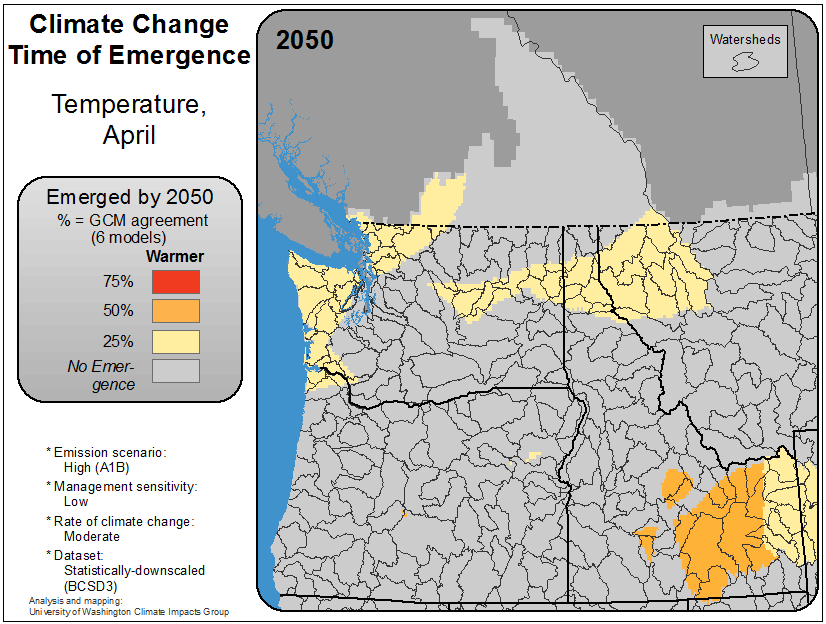 Climate Change
Time of Emergence
Temperature,
April
Emerged by 2050
% = GCM agreement
(6 models)
Warmer
75%
50%
25%
No Emer-
gence
* Emission scenario:
High (A1B)
* Management sensitivity:
Low
* Rate of climate change:
Moderate
* Dataset:
Statistically-downscaled
(BCSD3)
Analysis and mapping:
University of Washington Climate Impacts Group
2050
Watersheds